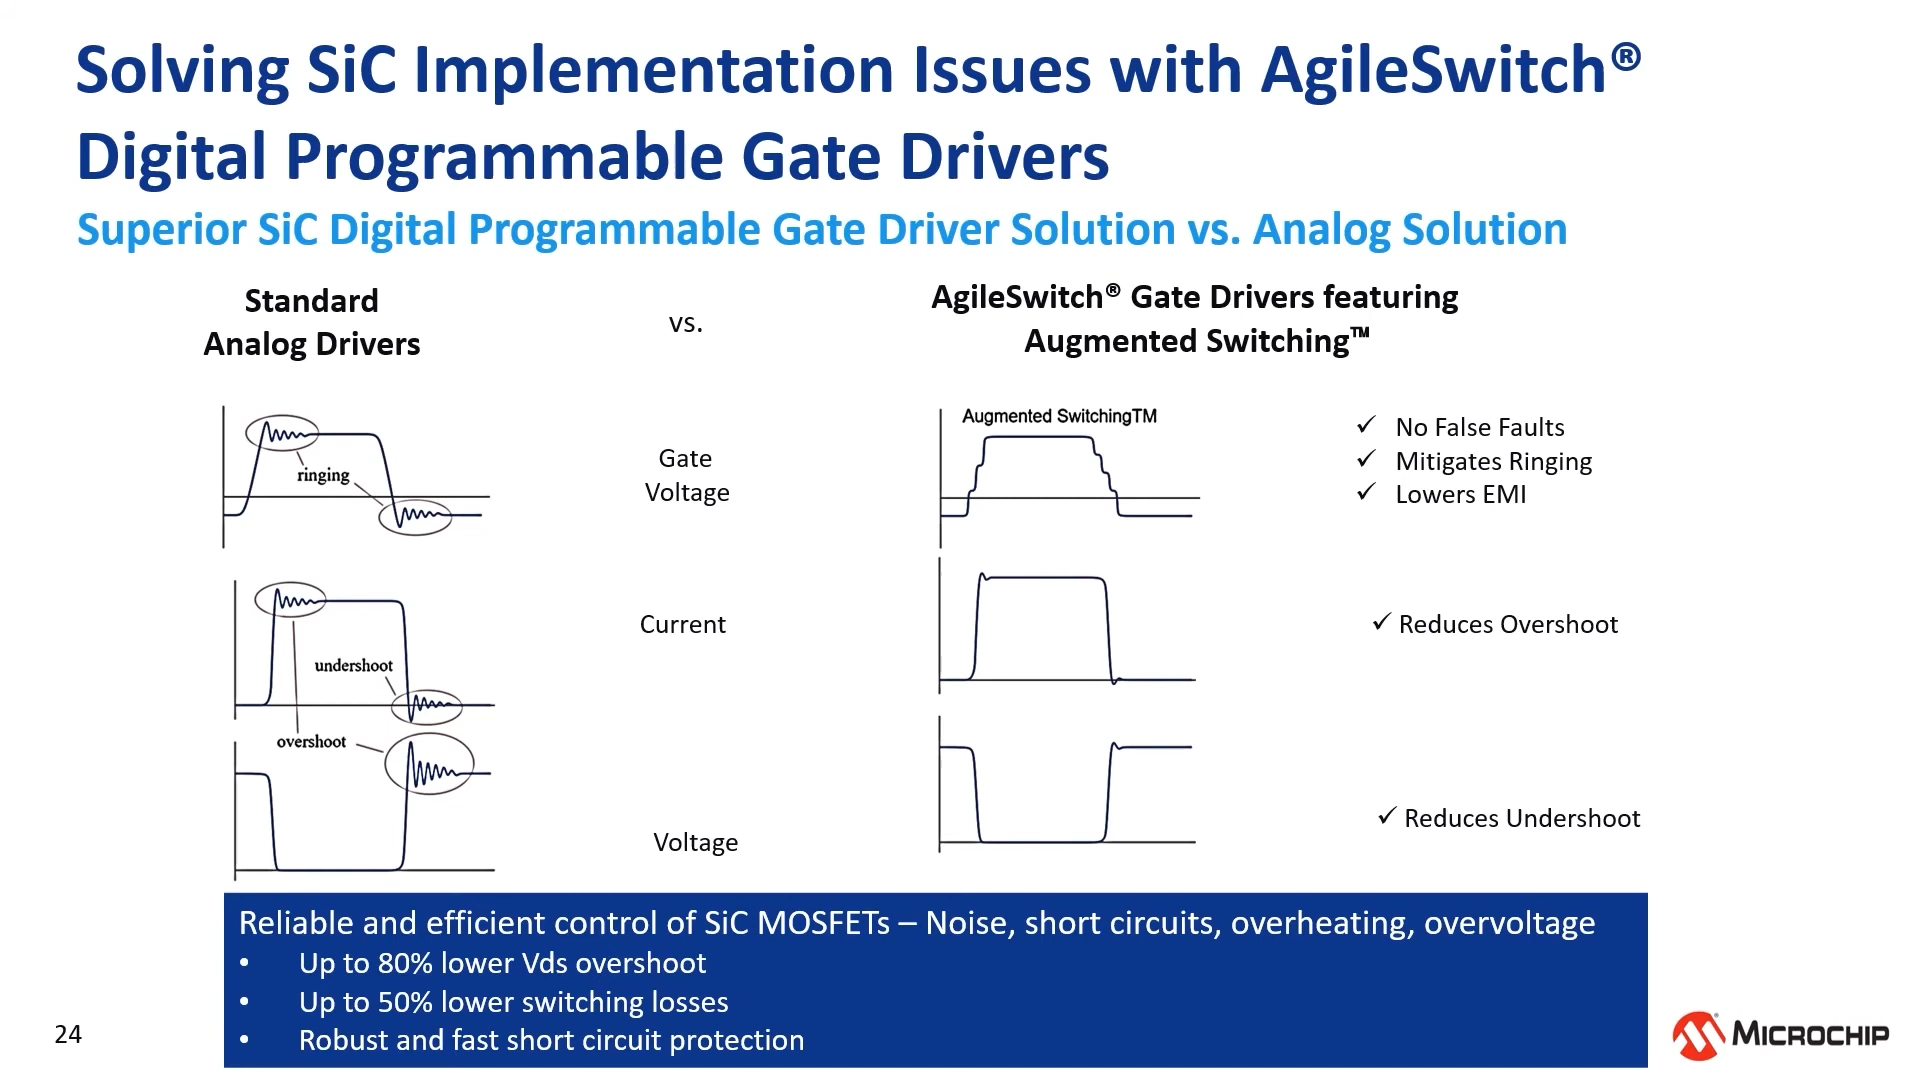 Solving SiC Implementation Issues with AgileSwitch®
Digital Programmable Gate Drivers
Superior SiC Digital Programmable Gate Driver Solution vs. Analog Solution
Standard
Analog Drivers
vs.
AgileSwitch® Gate Drivers featuring
Augmented Switching™
ringing
Gate
Voltage
Augmented SwitchingTM
✓ No False Faults
✓ Mitigates Ringing
✓ Lowers EMI
undershoot
overshoot
Current
✓ Reduces Overshoot
Voltage
✓ Reduces Undershoot
Reliable and efficient control of SiC MOSFETs – Noise, short circuits, overheating, overvoltage
• Up to 80% lower Vds overshoot
• Up to 50% lower switching losses
• Robust and fast short circuit protection
24
MICROCHIP